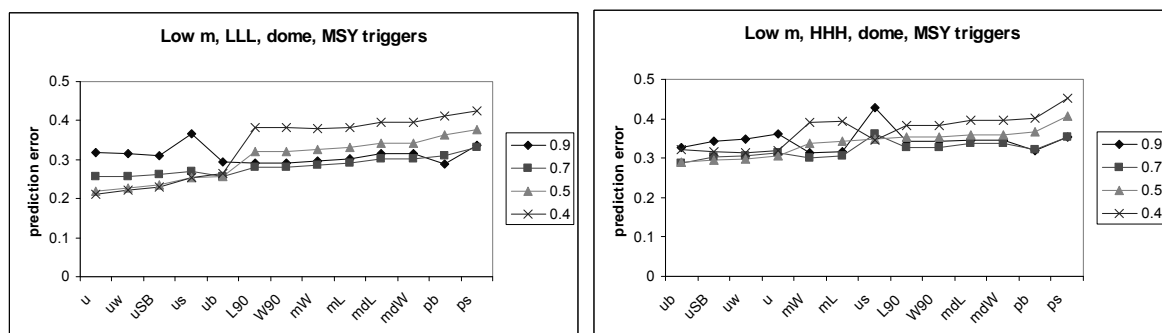 Low m, LLL, dome, MSY triggers
prediction error
0.5
0.4
0.3
0.2
0.1
0
u
uw
uSB
us
ub
L90
W90
mW
mL
mdL
mdW
pb
ps
0.9
0.7
0.5
0.4
Low m, HHH, dome, MSY triggers
prediction error
0.5
0.4
0.3
0.2
0.1
0
ub
uSB
uw
u
mW
mL
us
L90
W90
mdL
mdW
pb
ps
0.9
0.7
0.5
0.4